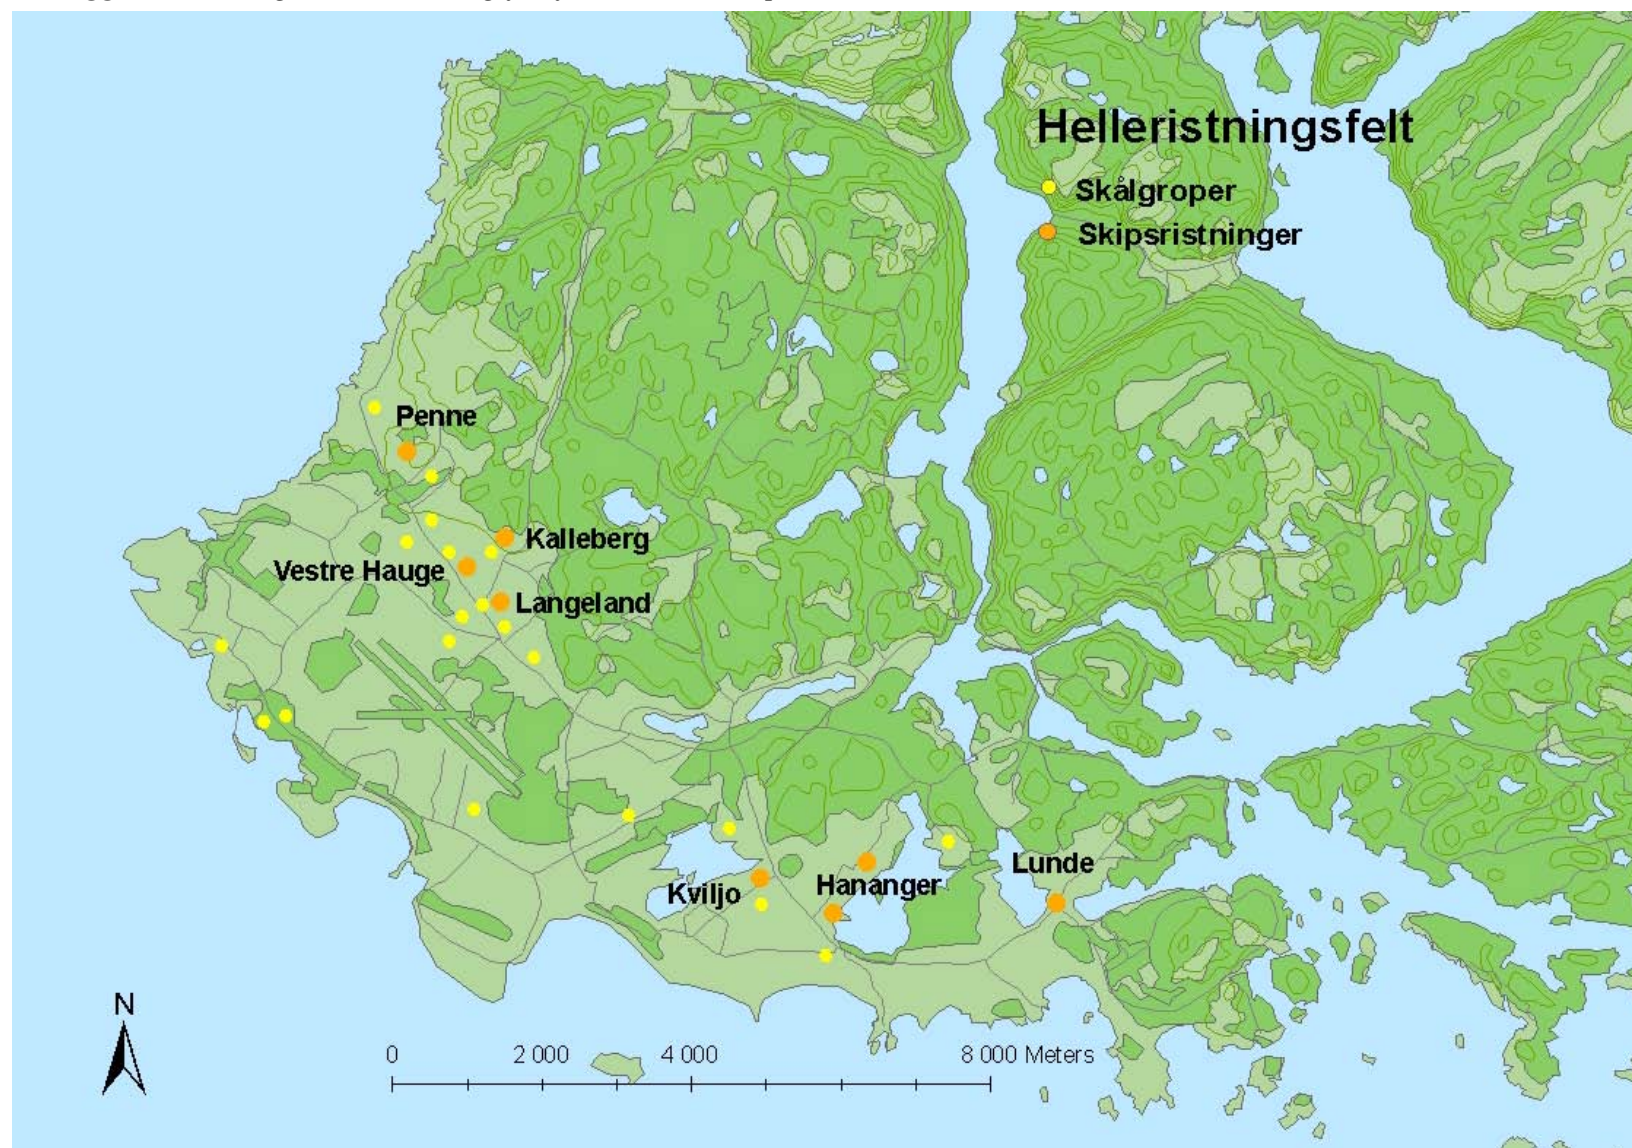 Helleristningsfelt
Skålgroper
Skipsristninger
Penne
Kalleberg
Vestre Hauge
Langeland
Lunde
Hananger
Kviljo
N
0 2 000 4 000 8 000 Meters